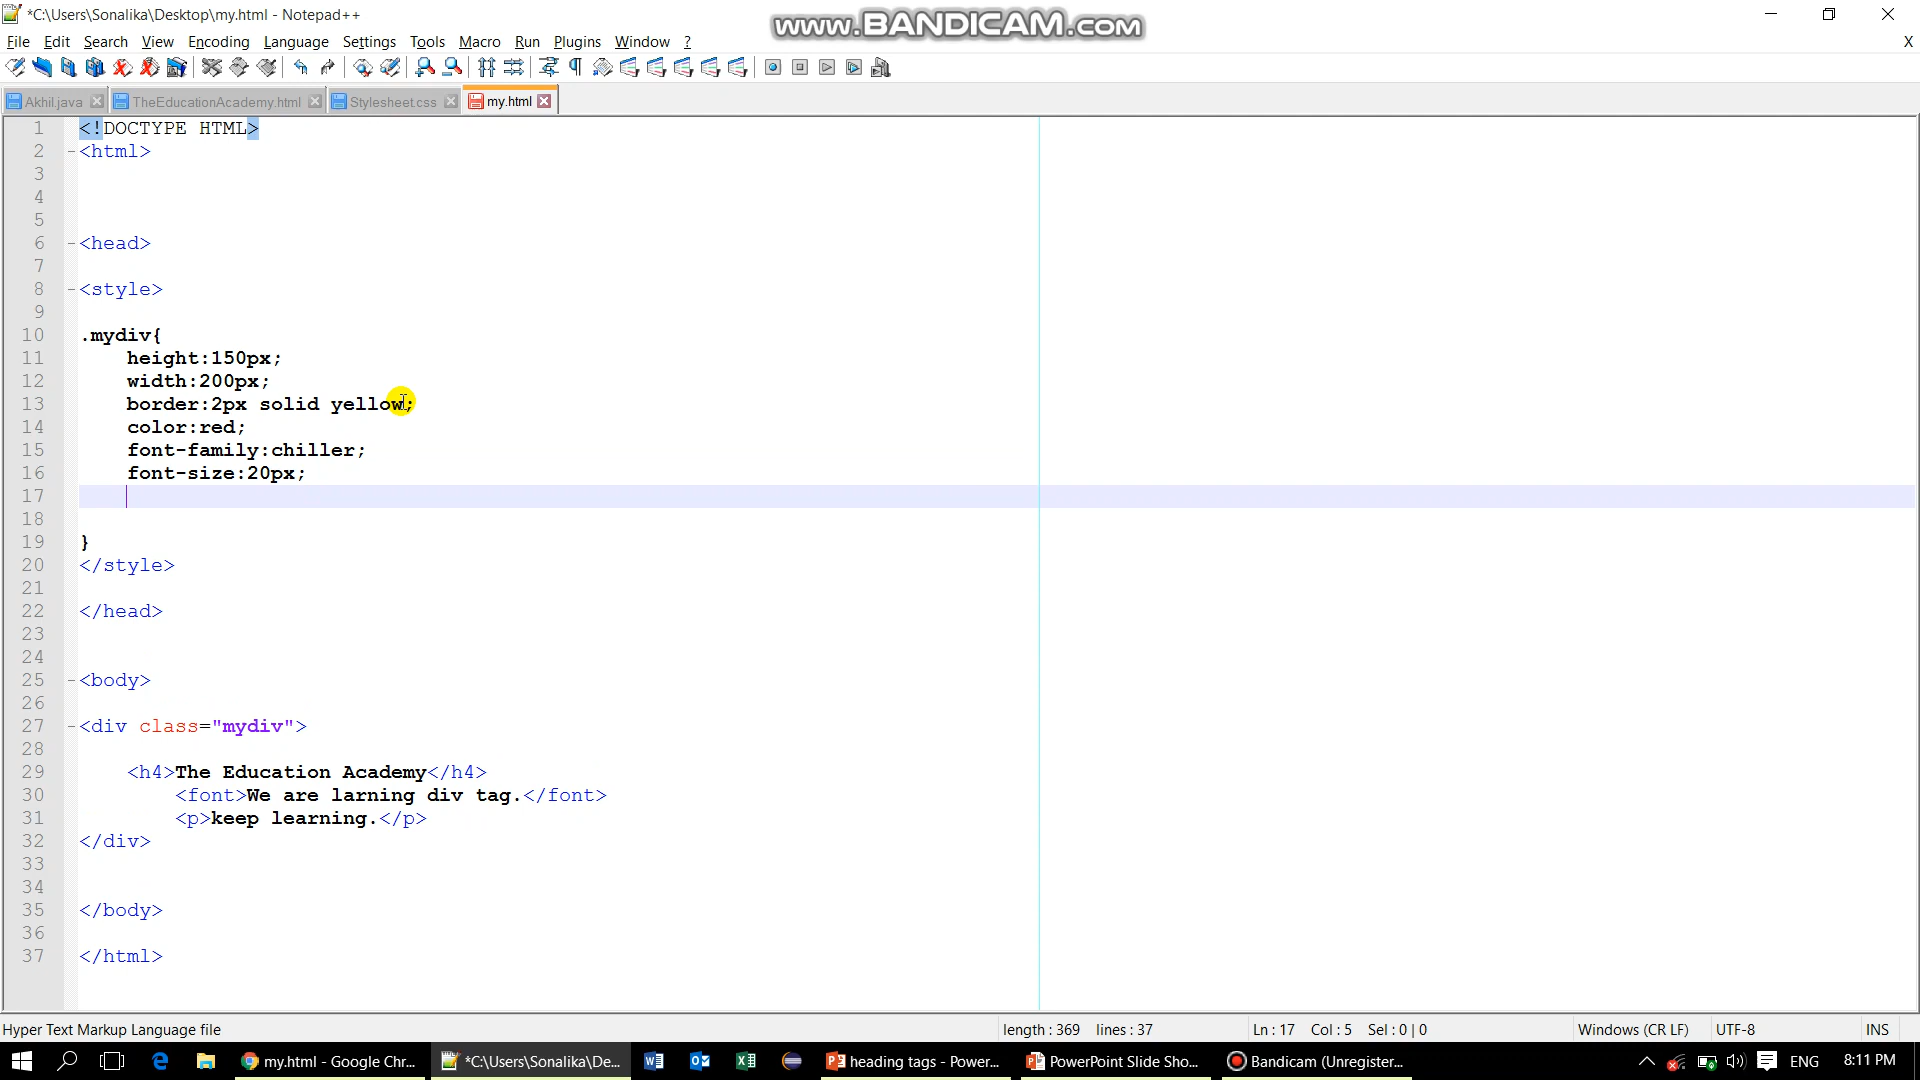 *C:\Users\Sonalika\Desktop\my.html - Notepad++
www.BANDICAM.com
File Edit Search View Encoding Language Settings Tools Macro Run Plugins Window ? X
Akhil.java TheEducationAcademy.html Stylesheet.css my.html
1 <!DOCTYPE HTML>
2 <html>
3
4
5
6 <head>
7
8 <style>
9
10 .mydiv{
11 height:150px;
12 width:200px;
13 border:2px solid yellow;
14 color:red;
15 font-family:chiller;
16 font-size:20px;
17
18
19 }
20 </style>
21
22 </head>
23
24
25 <body>
26
27 <div class="mydiv">
28
29 <h4>The Education Academy</h4>
30 <font>We are larning div tag.</font>
31 <p>keep learning.</p>
32 </div>
33
34
35 </body>
36
37 </html>
Hyper Text Markup Language file length : 369 lines : 37 Ln : 17 Col : 5 Sel : 0 | 0 Windows (CR LF) UTF-8 INS
my.html - Google Chr... *C:\Users\Sonalika\De... heading tags - Power... PowerPoint Slide Sho... Bandicam (Unregister... ENG 8:11 PM